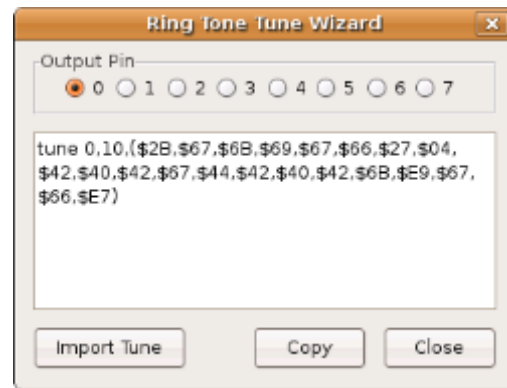 Ring Tone Tune Wizard
Output Pin
0 1 2 3 4 5 6 7
tune 0,10,($2B,$67,$6B,$69,$67,$66,$27,$04,
$42,$40,$42,$67,$44,$42,$40,$42,$6B,$E9,$67,
$66,$E7)
Import Tune Copy Close